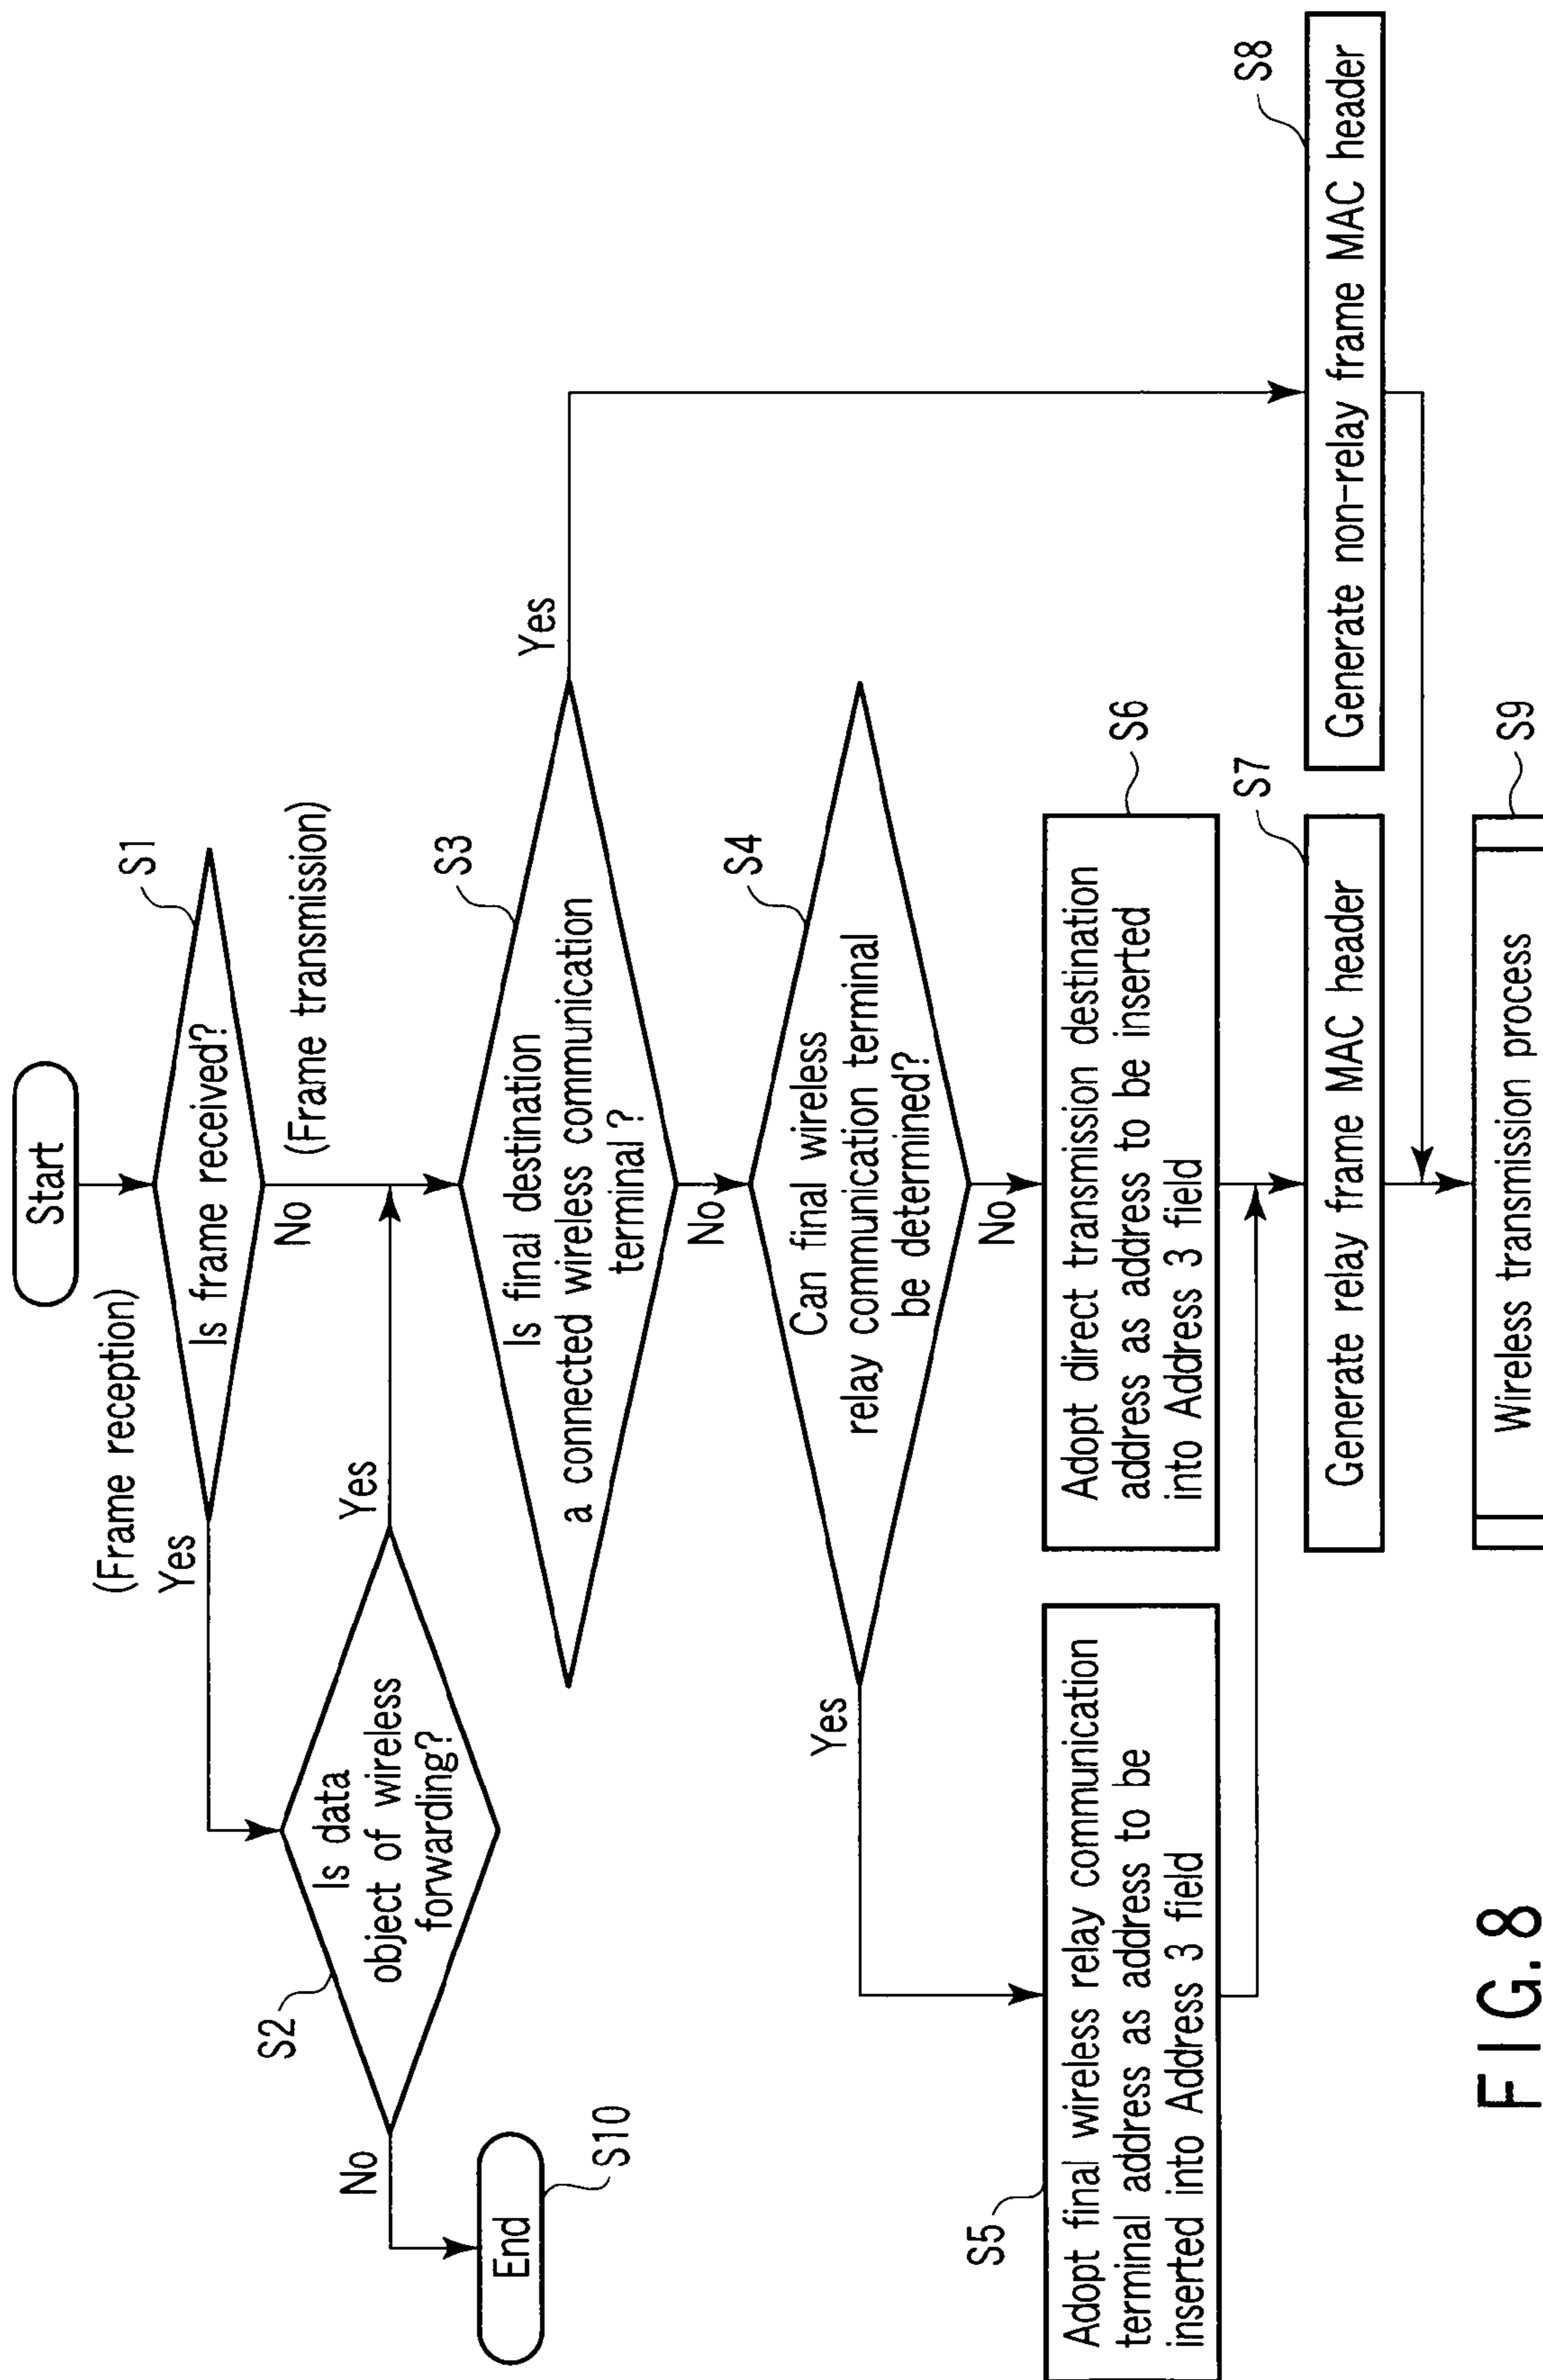 Start
S1
Is frame received?
(Frame reception)
Yes
No
(Frame transmission)
S2
Is data
object of wireless
forwarding?
Yes
No
End
S10
S3
Is final destination
a connected wireless communication
terminal ?
Yes
No
S4
Can final wireless
relay communication terminal
be determined?
Yes
No
S5
Adopt final wireless relay communication
terminal address as address to be
inserted into Address 3 field
S6
Adopt direct transmission destination
address as address to be inserted
into Address 3 field
S7
Generate relay frame MAC header
S8
Generate non-relay frame MAC header
S9
Wireless transmission process
FIG. 8